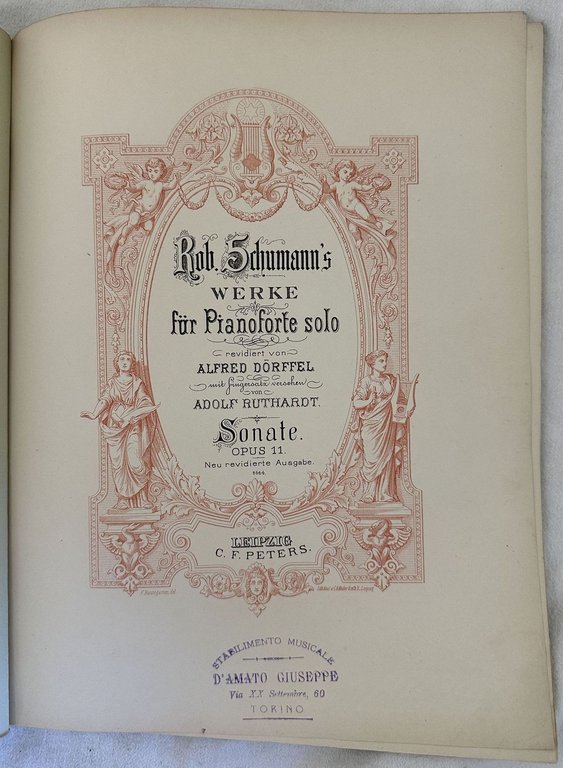 Rob. Schumann's
WERKE
für Pianoforte solo
revidiert von
ALFRED DÖRFFEL
mit Fingersatz versehen
von
ADOLF RUTHARDT.
Sonate.
OPUS 11.
Neu revidierte Ausgabe.
LEIPZIG
C. F. PETERS.
STABILIMENTO MUSICALE
D'AMATO GIUSEPPE
Via XX Settembre, 60
TORINO